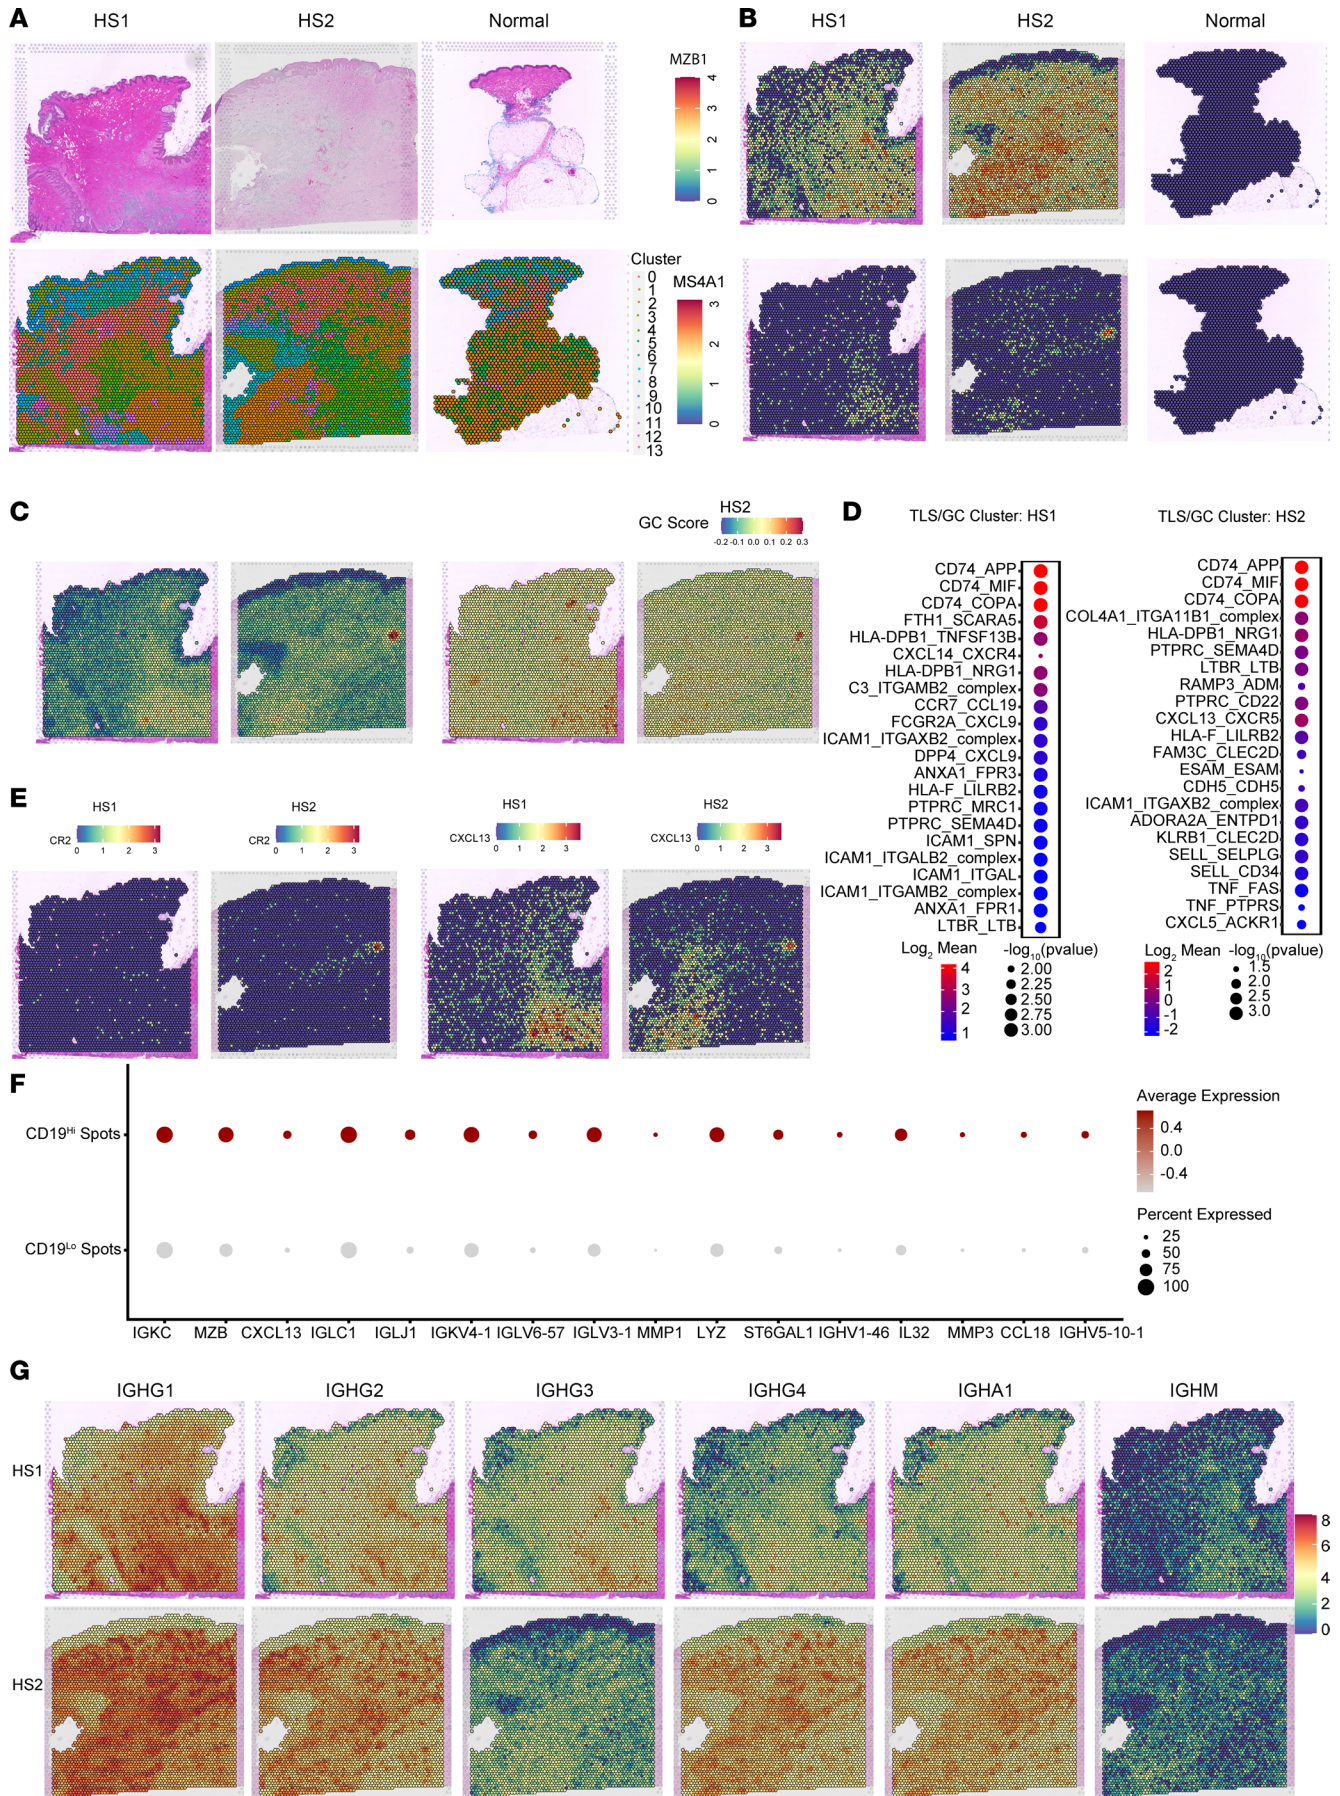 A
HS1
HS2
Normal
Cluster
0
1
2
3
4
5
6
7
8
9
10
11
12
13
B
HS1
HS2
Normal
MZB1
4
3
2
1
0
MS4A1
3
2
1
0
C
GC Score
HS2
-0.2 -0.1 0.0 0.1 0.2 0.3
D
TLS/GC Cluster: HS1
CD74_APP
CD74_MIF
CD74_COPA
FTH1_SCARA5
HLA-DPB1_TNFSF13B
CXCL14_CXCR4
HLA-DPB1_NRG1
C3_ITGAMB2_complex
CCR7_CCL19
FCGR2A_CXCL9
ICAM1_ITGAXB2_complex
DPP4_CXCL9
ANXA1_FPR3
HLA-F_LILRB2
PTPRC_MRC1
PTPRC_SEMA4D
ICAM1_SPN
ICAM1_ITGALB2_complex
ICAM1_ITGAL
ICAM1_ITGAMB2_complex
ANXA1_FPR1
LTBR_LTB
Log2 Mean
4
3
2
1
-log10(pvalue)
2.00
2.25
2.50
2.75
3.00
TLS/GC Cluster: HS2
CD74_APP
CD74_MIF
CD74_COPA
COL4A1_ITGA11B1_complex
HLA-DPB1_NRG1
PTPRC_SEMA4D
LTBR_LTB
RAMP3_ADM
PTPRC_CD22
CXCL13_CXCR5
HLA-F_LILRB2
FAM3C_CLEC2D
ESAM_ESAM
CDH5_CDH5
ICAM1_ITGAXB2_complex
ADORA2A_ENTPD1
KLRB1_CLEC2D
SELL_SELPLG
SELL_CD34
TNF_FAS
TNF_PTPRS
CXCL5_ACKR1
Log2 Mean
2
1
0
-1
-2
-log10(pvalue)
1.5
2.0
2.5
3.0
E
HS1
CR2
0 1 2 3
HS2
CR2
0 1 2 3
HS1
CXCL13
0 1 2 3
HS2
CXCL13
0 1 2 3
F
CD19Hi Spots
CD19Lo Spots
IGKC MZB CXCL13 IGLC1 IGLJ1 IGKV4-1 IGLV6-57 IGLV3-1 MMP1 LYZ ST6GAL1 IGHV1-46 IL32 MMP3 CCL18 IGHV5-10-1
Average Expression
0.4
0.0
-0.4
Percent Expressed
25
50
75
100
G
IGHG1 IGHG2 IGHG3 IGHG4 IGHA1 IGHM
HS1
HS2
8
6
4
2
0